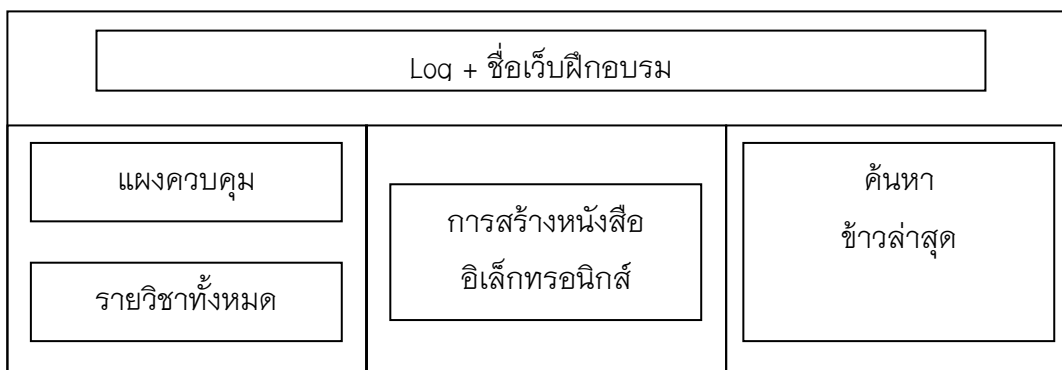 Log + ชื่อเว็บฝึกอบรม
แผงควบคุม
รายวิชาทั้งหมด
การสร้างหนังสือ
อิเล็กทรอนิกส์
ค้นหา
ข้าวล่าสุด